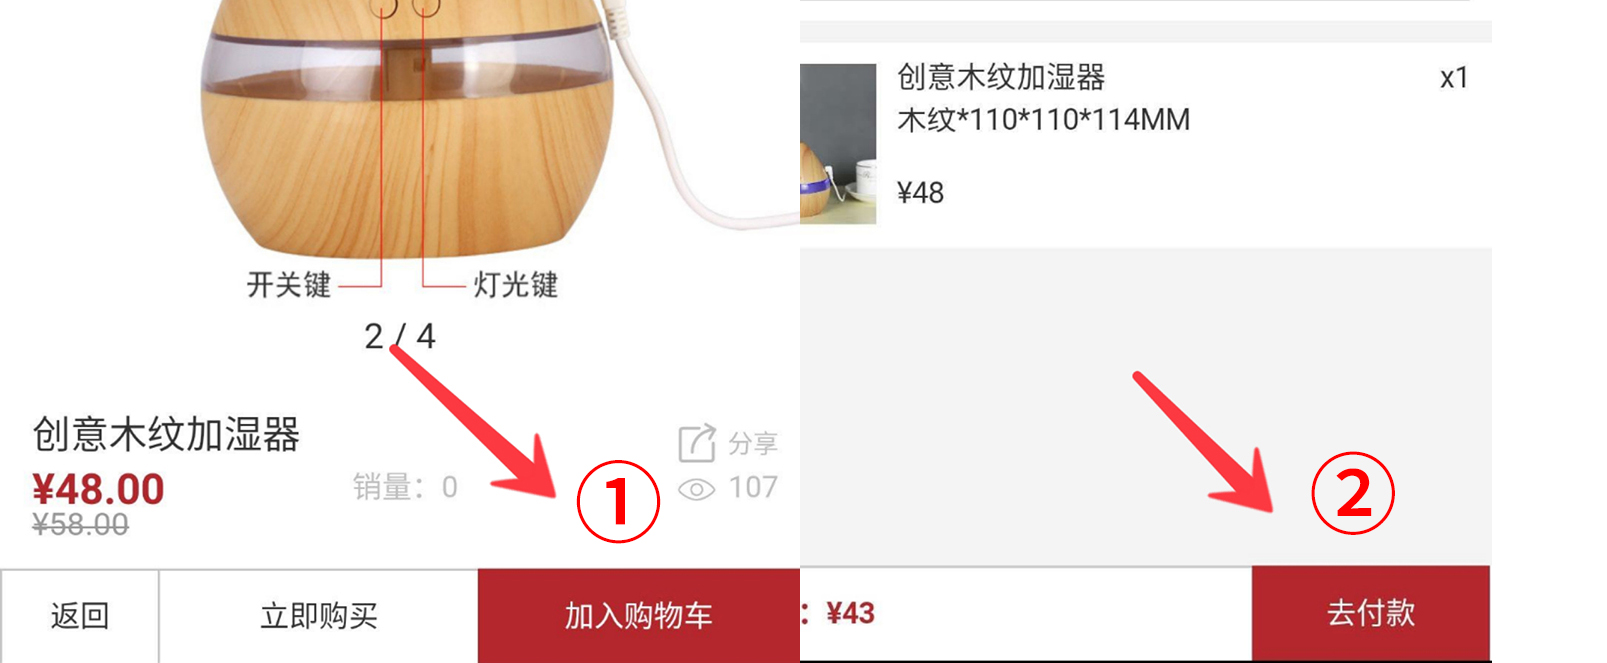 开关键
灯光键
2 / 4
创意木纹加湿器
分享
¥48.00
销量：0
107
¥58.00
①
返回
立即购买
加入购物车
创意木纹加湿器
x1
木纹*110*110*114MM
¥48
②
：¥43
去付款